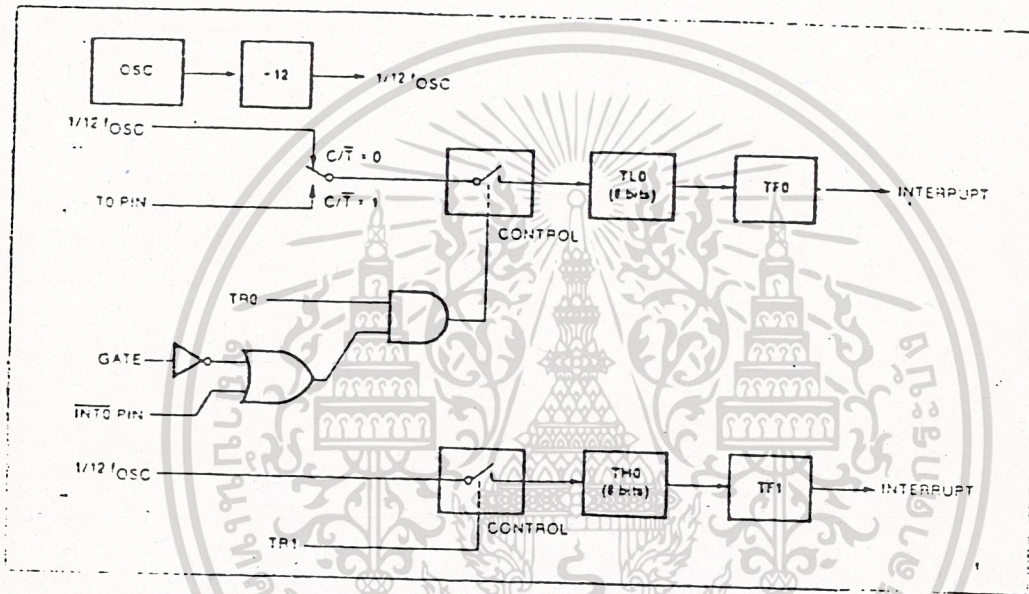 OSC
÷12
1/12 fOSC
1/12 fOSC
C/T̅ = 0
T0 PIN
C/T̅ = 1
CONTROL
TL0
(8 bits)
TF0
INTERRUPT
TR0
GATE
I̅N̅T̅0̅ PIN
1/12 fOSC
CONTROL
TR1
TH0
(8 bits)
TF1
INTERRUPT